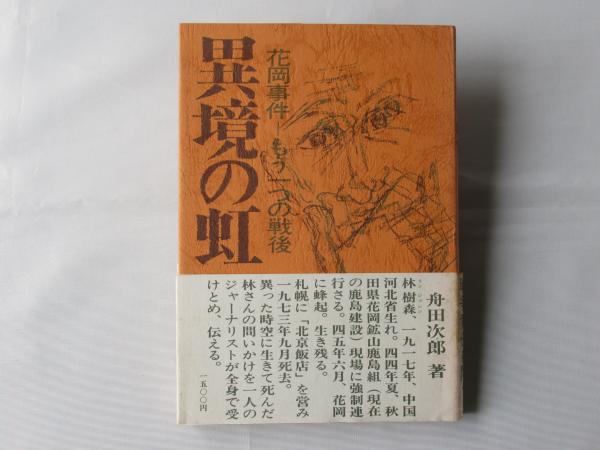 異境の虹
花岡事件―もう一つの戦後
舟田次郎 著
林樹森、一九一七年、中国
河北省生れ。四四年夏、秋
田県花岡鉱山鹿島組(現在
の鹿島建設)現場に強制連
行さる。四五年六月、花岡
に蜂起。生き残る。
札幌に「北京飯店」を営み
一九七三年九月死去。
異った時空に生きて死んだ
林さんの問いかけを一人の
ジャーナリストが全身で受
けとめ、伝える。
一五〇〇円